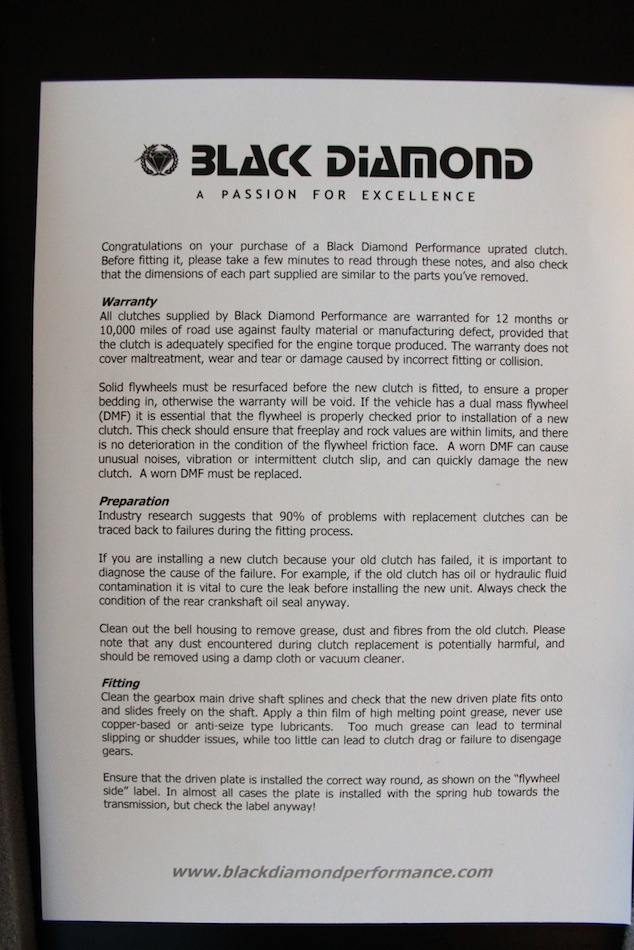 BLACK DIAMOND
A PASSION FOR EXCELLENCE
Congratulations on your purchase of a Black Diamond Performance uprated clutch.
Before fitting it, please take a few minutes to read through these notes, and also check
that the dimensions of each part supplied are similar to the parts you've removed.
Warranty
All clutches supplied by Black Diamond Performance are warranted for 12 months or
10,000 miles of road use against faulty material or manufacturing defect, provided that
the clutch is adequately specified for the engine torque produced. The warranty does not
cover maltreatment, wear and tear or damage caused by incorrect fitting or collision.
Solid flywheels must be resurfaced before the new clutch is fitted, to ensure a proper
bedding in, otherwise the warranty will be void. If the vehicle has a dual mass flywheel
(DMF) it is essential that the flywheel is properly checked prior to installation of a new
clutch. This check should ensure that freeplay and rock values are within limits, and there
is no deterioration in the condition of the flywheel friction face. A worn DMF can cause
unusual noises, vibration or intermittent clutch slip, and can quickly damage the new
clutch. A worn DMF must be replaced.
Preparation
Industry research suggests that 90% of problems with replacement clutches can be
traced back to failures during the fitting process.
If you are installing a new clutch because your old clutch has failed, it is important to
diagnose the cause of the failure. For example, if the old clutch has oil or hydraulic fluid
contamination it is vital to cure the leak before installing the new unit. Always check the
condition of the rear crankshaft oil seal anyway.
Clean out the bell housing to remove grease, dust and fibres from the old clutch. Please
note that any dust encountered during clutch replacement is potentially harmful, and
should be removed using a damp cloth or vacuum cleaner.
Fitting
Clean the gearbox main drive shaft splines and check that the new driven plate fits onto
and slides freely on the shaft. Apply a thin film of high melting point grease, never use
copper-based or anti-seize type lubricants. Too much grease can lead to terminal
slipping or shudder issues, while too little can lead to clutch drag or failure to disengage
gears.
Ensure that the driven plate is installed the correct way round, as shown on the "flywheel
side" label. In almost all cases the plate is installed with the spring hub towards the
transmission, but check the label anyway!
www.blackdiamondperformance.com